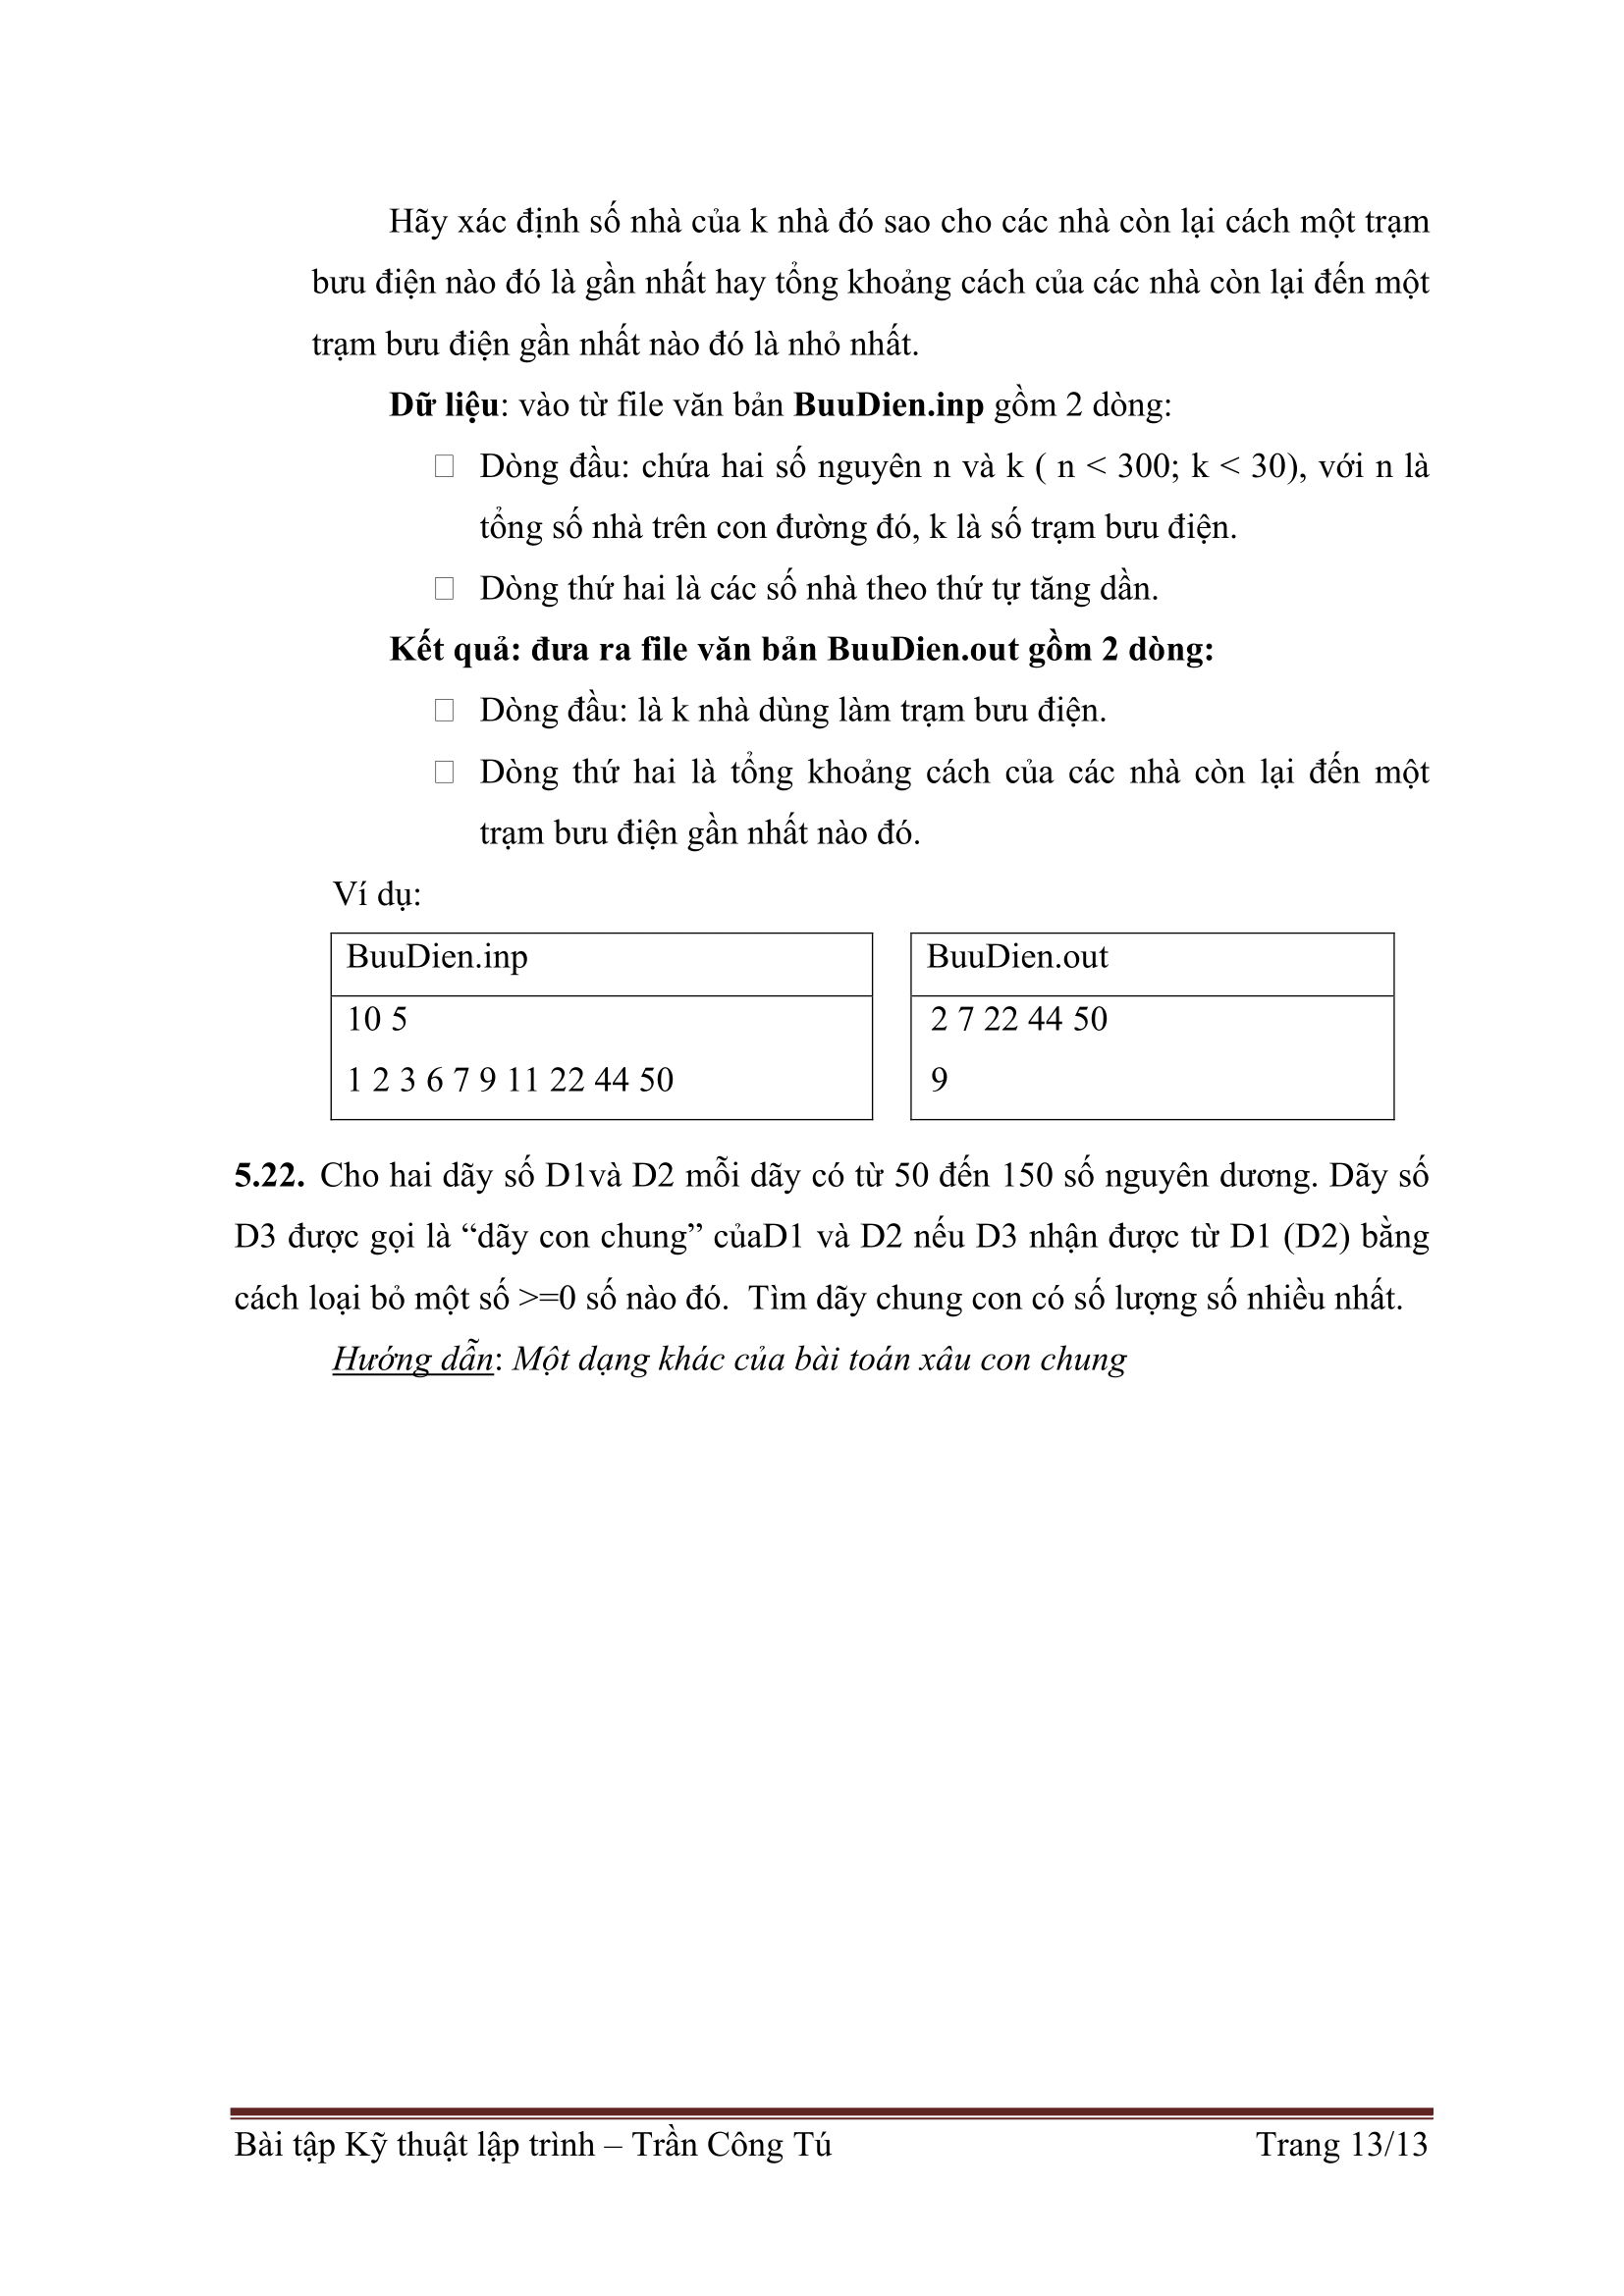 Hãy xác định số nhà của k nhà đó sao cho các nhà còn lại cách một trạm
bưu điện nào đó là gần nhất hay tổng khoảng cách của các nhà còn lại đến một
trạm bưu điện gần nhất nào đó là nhỏ nhất.
Dữ liệu: vào từ file văn bản BuuDien.inp gồm 2 dòng:
Dòng đầu: chứa hai số nguyên n và k ( n < 300; k < 30), với n là
tổng số nhà trên con đường đó, k là số trạm bưu điện.
Dòng thứ hai là các số nhà theo thứ tự tăng dần.
Kết quả: đưa ra file văn bản BuuDien.out gồm 2 dòng:
Dòng đầu: là k nhà dùng làm trạm bưu điện.
Dòng thứ hai là tổng khoảng cách của các nhà còn lại đến một
trạm bưu điện gần nhất nào đó.
Ví dụ:
BuuDien.inp
10 5
1 2 3 6 7 9 11 22 44 50
BuuDien.out
2 7 22 44 50
9
5.22. Cho hai dãy số D1và D2 mỗi dãy có từ 50 đến 150 số nguyên dương. Dãy số
D3 được gọi là “dãy con chung” củaD1 và D2 nếu D3 nhận được từ D1 (D2) bằng
cách loại bỏ một số >=0 số nào đó. Tìm dãy chung con có số lượng số nhiều nhất.
Hướng dẫn: Một dạng khác của bài toán xâu con chung
Bài tập Kỹ thuật lập trình – Trần Công Tú
Trang 13/13